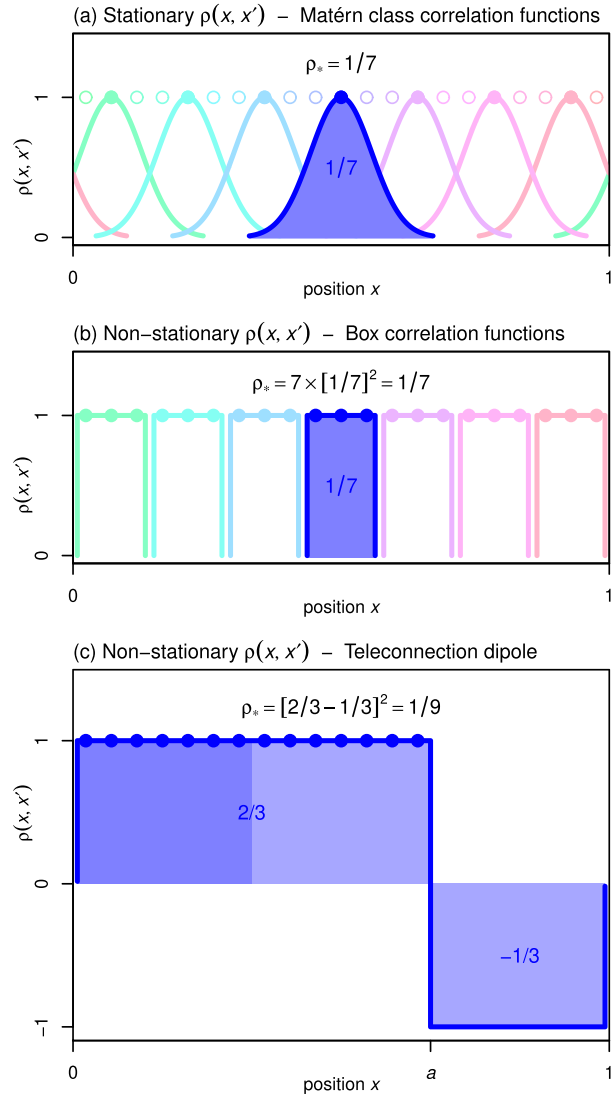 (a) Stationary ρ(x, x′) − Matérn class correlation functions
ρ* = 1/7
1
ρ(x, x′)
1/7
0
0
1
position x
(b) Non−stationary ρ(x, x′) − Box correlation functions
ρ* = 7 × [1/7]² = 1/7
1
ρ(x, x′)
1/7
0
0
1
position x
(c) Non−stationary ρ(x, x′) − Teleconnection dipole
ρ* = [2/3 − 1/3]² = 1/9
1
ρ(x, x′)
2/3
0
−1/3
−1
0
a
1
position x